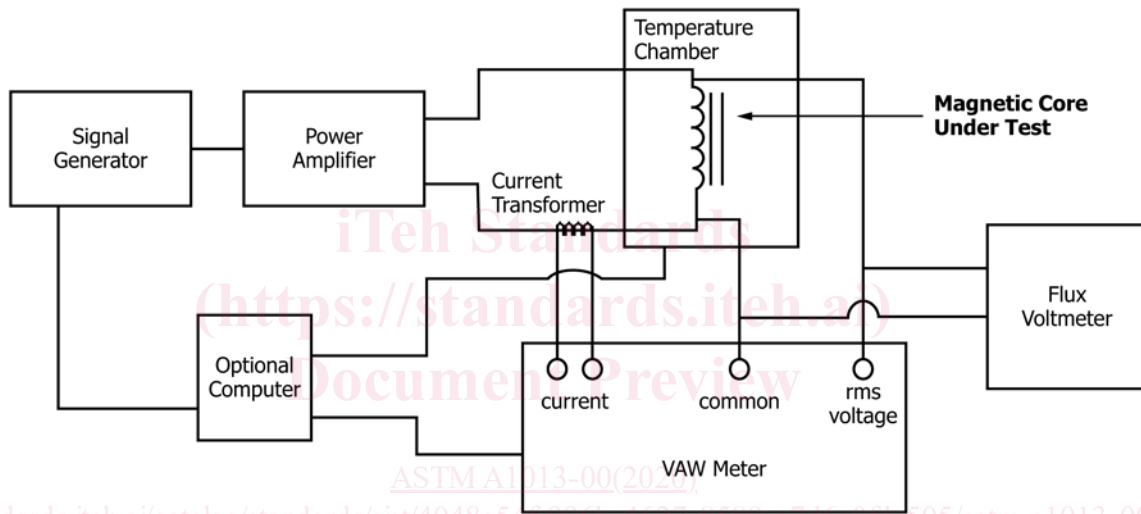 Temperature
Chamber
Magnetic Core
Under Test
Signal
Generator
Power
Amplifier
Current
Transformer
iTeh Standards
(https://standards.iteh.ai)
Document Preview
Flux
Voltmeter
Optional
Computer
current
common
rms
voltage
VAW Meter
ASTM A1013-00(2020)